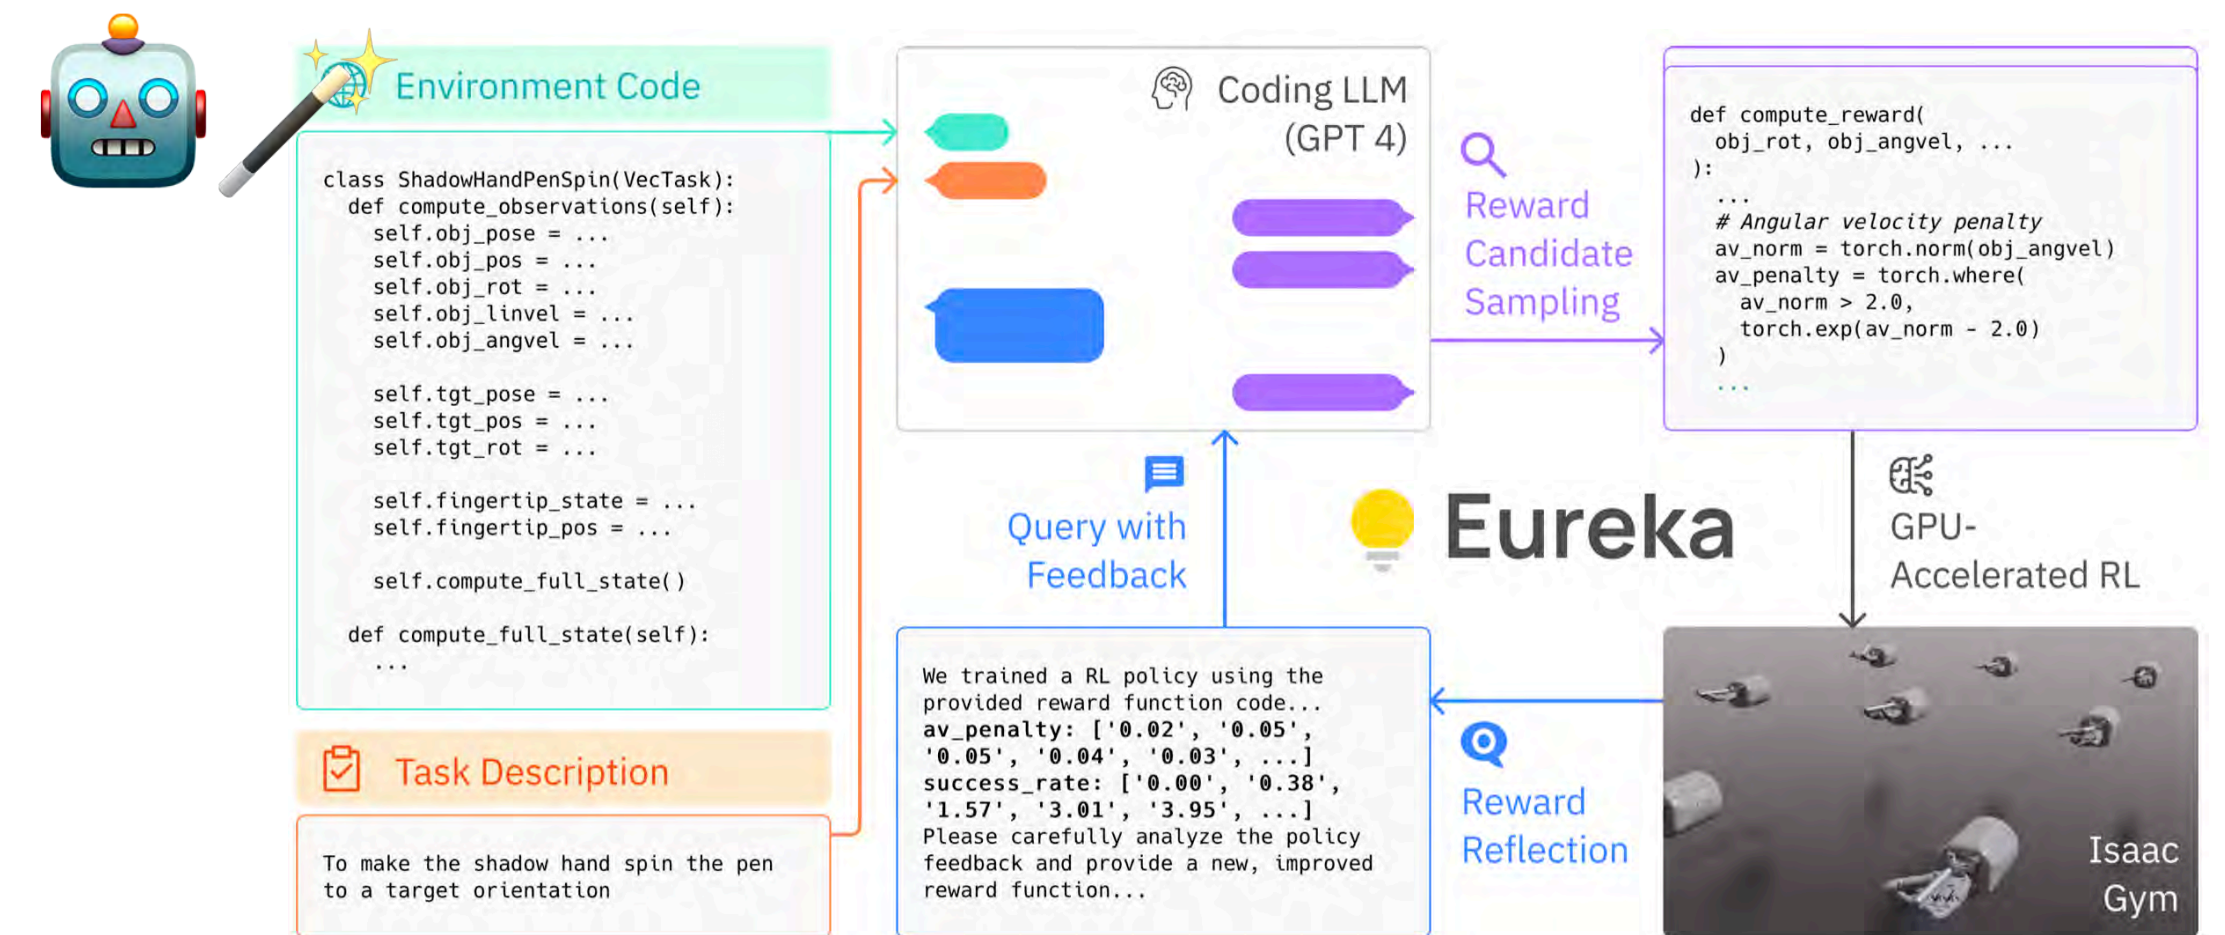 Environment Code
class ShadowHandPenSpin(VecTask):
def compute_observations(self):
self.obj_pose = ...
self.obj_pos = ...
self.obj_rot = ...
self.obj_linvel = ...
self.obj_angvel = ...
self.tgt_pose = ...
self.tgt_pos = ...
self.tgt_rot = ...
self.fingertip_state = ...
self.fingertip_pos = ...
self.compute_full_state()
def compute_full_state(self):
...
Task Description
To make the shadow hand spin the pen
to a target orientation
Coding LLM
(GPT 4)
Reward
Candidate
Sampling
def compute_reward(
obj_rot, obj_angvel, ...
):
...
# Angular velocity penalty
av_norm = torch.norm(obj_angvel)
av_penalty = torch.where(
av_norm > 2.0,
torch.exp(av_norm - 2.0)
)
...
Query with
Feedback
Eureka
GPU-
Accelerated RL
We trained a RL policy using the
provided reward function code...
av_penalty: ['0.02', '0.05',
'0.05', '0.04', '0.03', ...]
success_rate: ['0.00', '0.38',
'1.57', '3.01', '3.95', ...]
Please carefully analyze the policy
feedback and provide a new, improved
reward function...
Reward
Reflection
Isaac
Gym